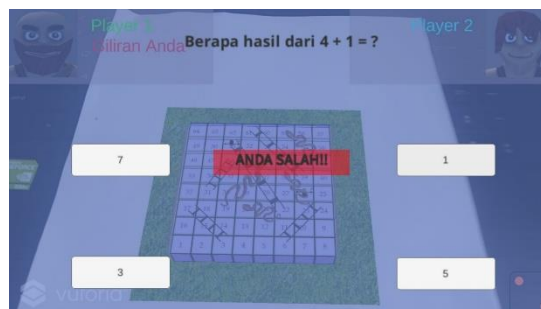 Player 1
Player 2
Giliran Anda
Berapa hasil dari 4 + 1 = ?
7
ANDA SALAH!!
1
3
5
vuforia